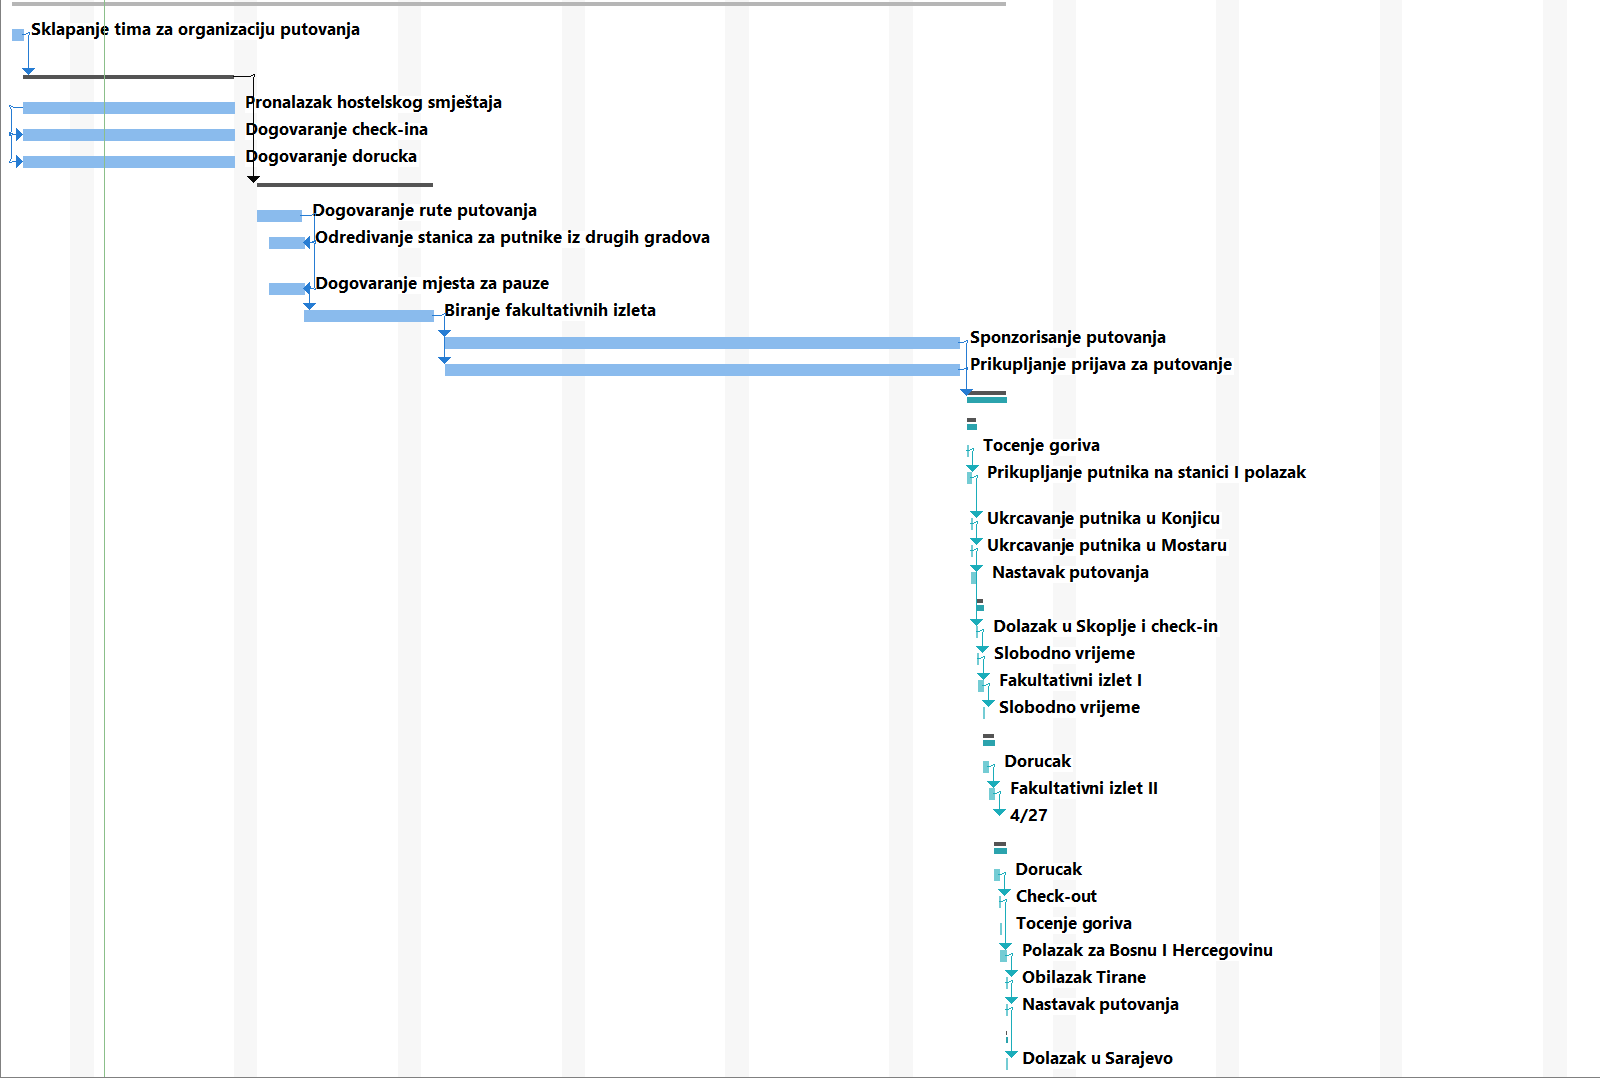 Sklapanje tima za organizaciju putovanja
Pronalazak hostelskog smještaja
Dogovaranje check-ina
Dogovaranje dorucka
Dogovaranje rute putovanja
Odredivanje stanica za putnike iz drugih gradova
Dogovaranje mjesta za pauze
Biranje fakultativnih izleta
Sponzorisanje putovanja
Prikupljanje prijava za putovanje
Tocenje goriva
Prikupljanje putnika na stanici I polazak
Ukrcavanje putnika u Konjicu
Ukrcavanje putnika u Mostaru
Nastavak putovanja
Dolazak u Skoplje i check-in
Slobodno vrijeme
Fakultativni izlet I
Slobodno vrijeme
Dorucak
Fakultativni izlet II
4/27
Dorucak
Check-out
Tocenje goriva
Polazak za Bosnu I Hercegovinu
Obilazak Tirane
Nastavak putovanja
Dolazak u Sarajevo